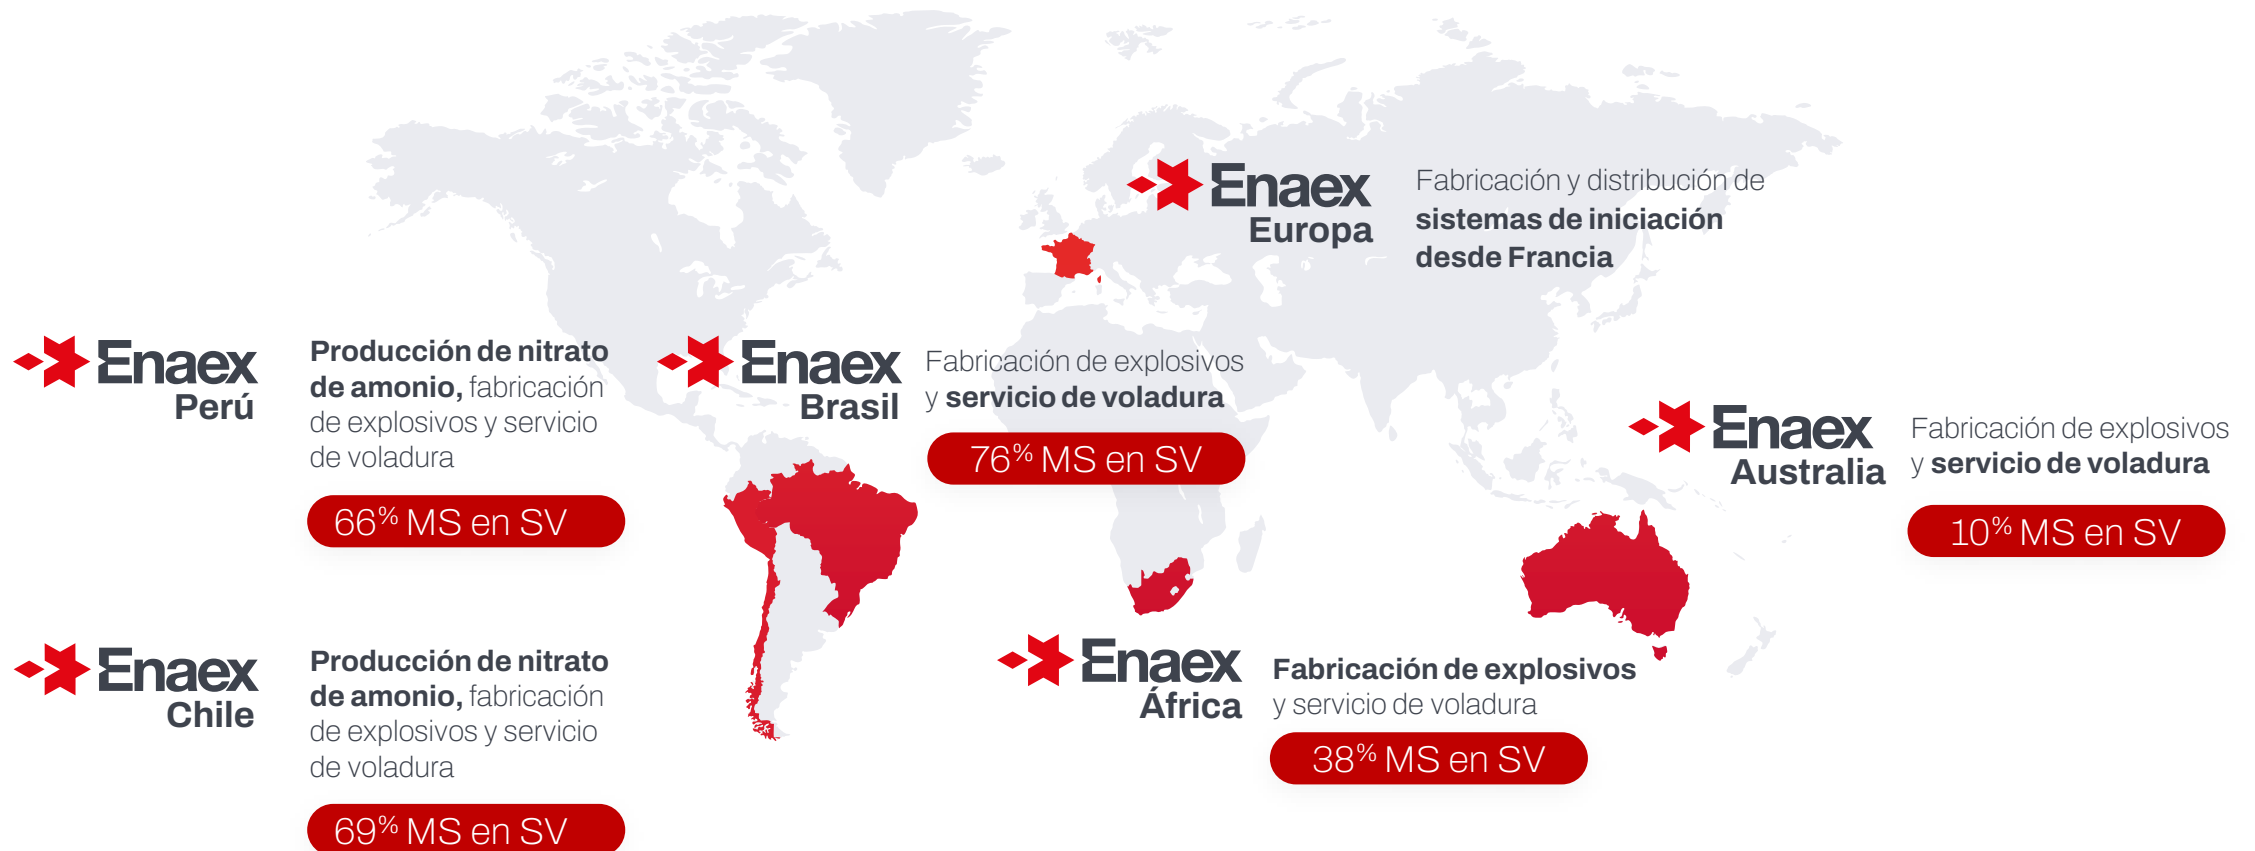 Enaex
Europa
Fabricación y distribución de
sistemas de iniciación
desde Francia
Enaex
Perú
Producción de nitrato
de amonio, fabricación
de explosivos y servicio
de voladura
66% MS en SV
Enaex
Brasil
Fabricación de explosivos
y servicio de voladura
76% MS en SV
Enaex
Australia
Fabricación de explosivos
y servicio de voladura
10% MS en SV
Enaex
Chile
Producción de nitrato
de amonio, fabricación
de explosivos y servicio
de voladura
69% MS en SV
Enaex
África
Fabricación de explosivos
y servicio de voladura
38% MS en SV